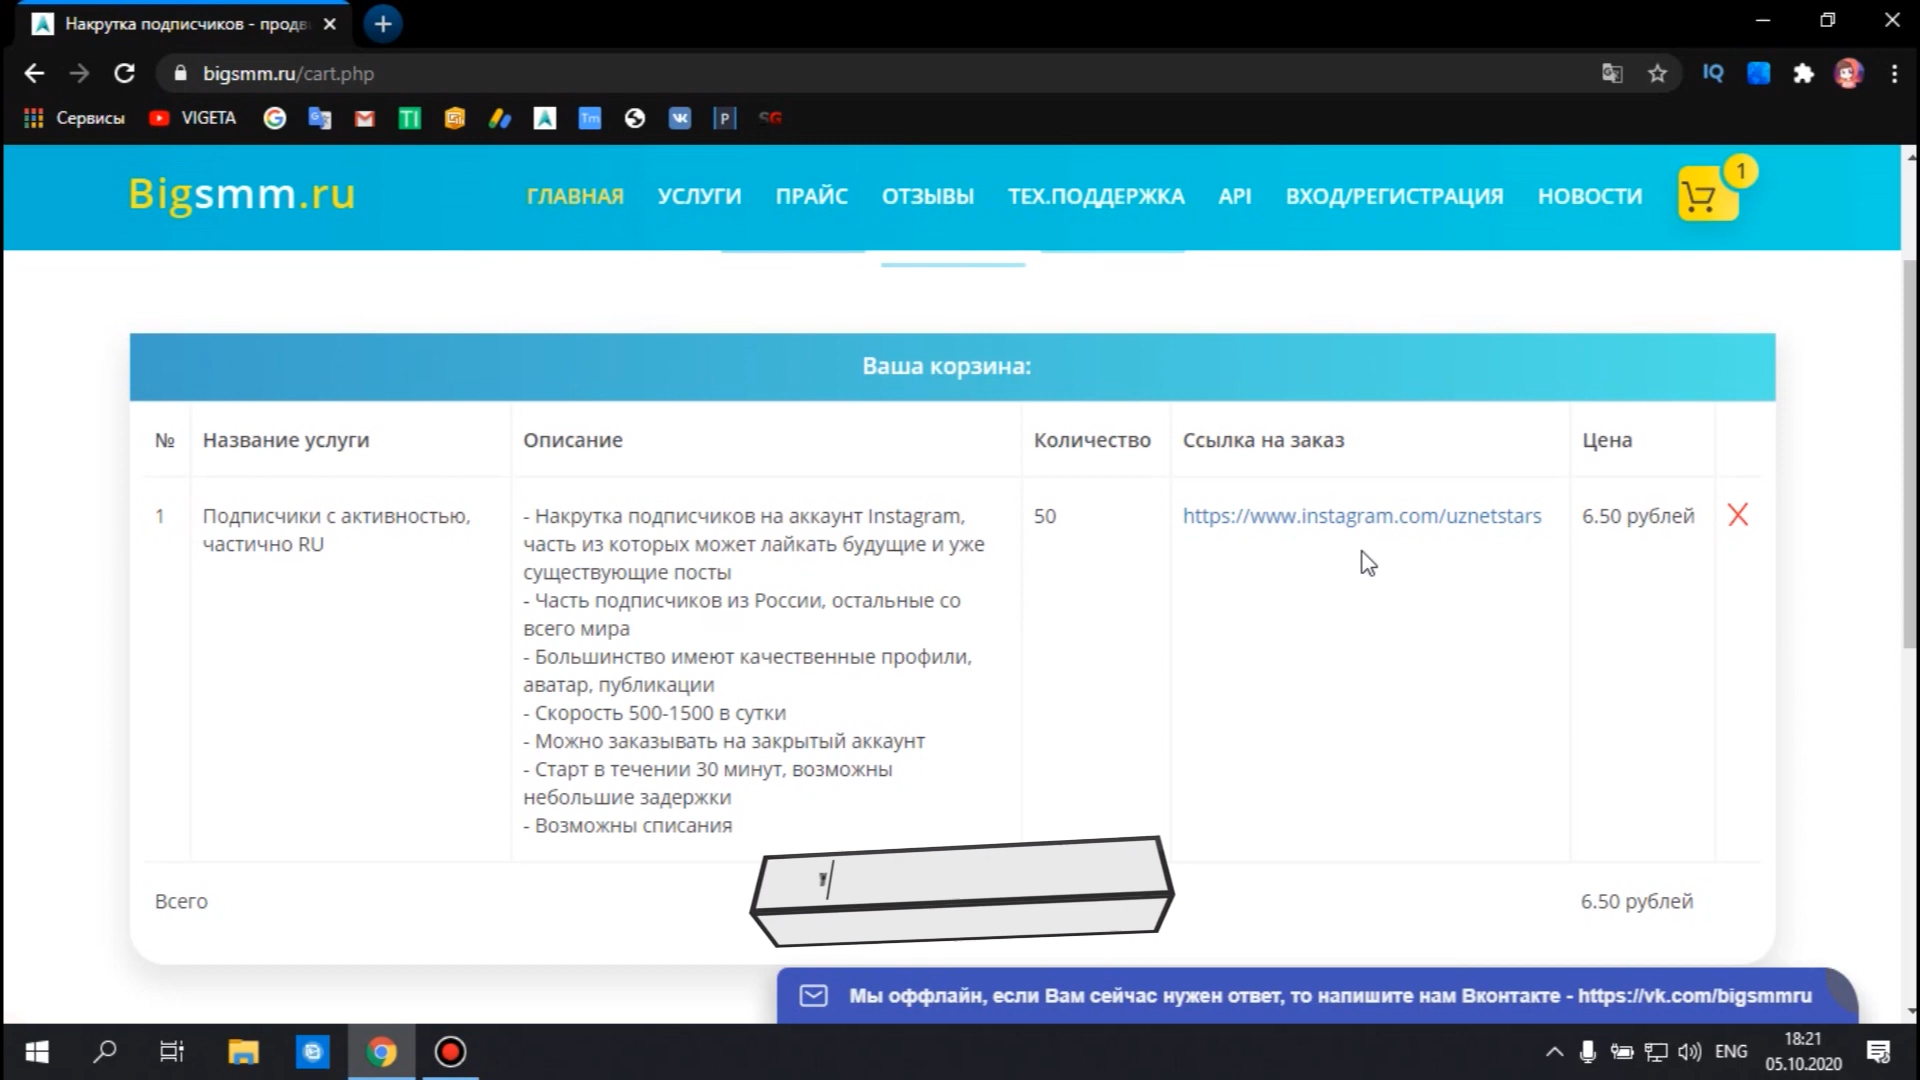 Накрутка подписчиков - продв
bigsmm.ru/cart.php
IQ
Сервисы
VIGETA
TI
Tm
P
SG
Bigsmm.ru
ГЛАВНАЯ
УСЛУГИ
ПРАЙС
ОТЗЫВЫ
ТЕХ.ПОДДЕРЖКА
API
ВХОД/РЕГИСТРАЦИЯ
НОВОСТИ
1
Ваша корзина:
№
Название услуги
Описание
Количество
Ссылка на заказ
Цена
1
Подписчики с активностью,
частично RU
- Накрутка подписчиков на аккаунт Instagram,
часть из которых может лайкать будущие и уже
существующие посты
- Часть подписчиков из России, остальные со
всего мира
- Большинство имеют качественные профили,
аватар, публикации
- Скорость 500-1500 в сутки
- Можно заказывать на закрытый аккаунт
- Старт в течении 30 минут, возможны
небольшие задержки
- Возможны списания
50
https://www.instagram.com/uznetstars
6.50 рублей
Всего
6.50 рублей
Мы оффлайн, если Вам сейчас нужен ответ, то напишите нам Вконтакте - https://vk.com/bigsmmru
ENG
18:21
05.10.2020